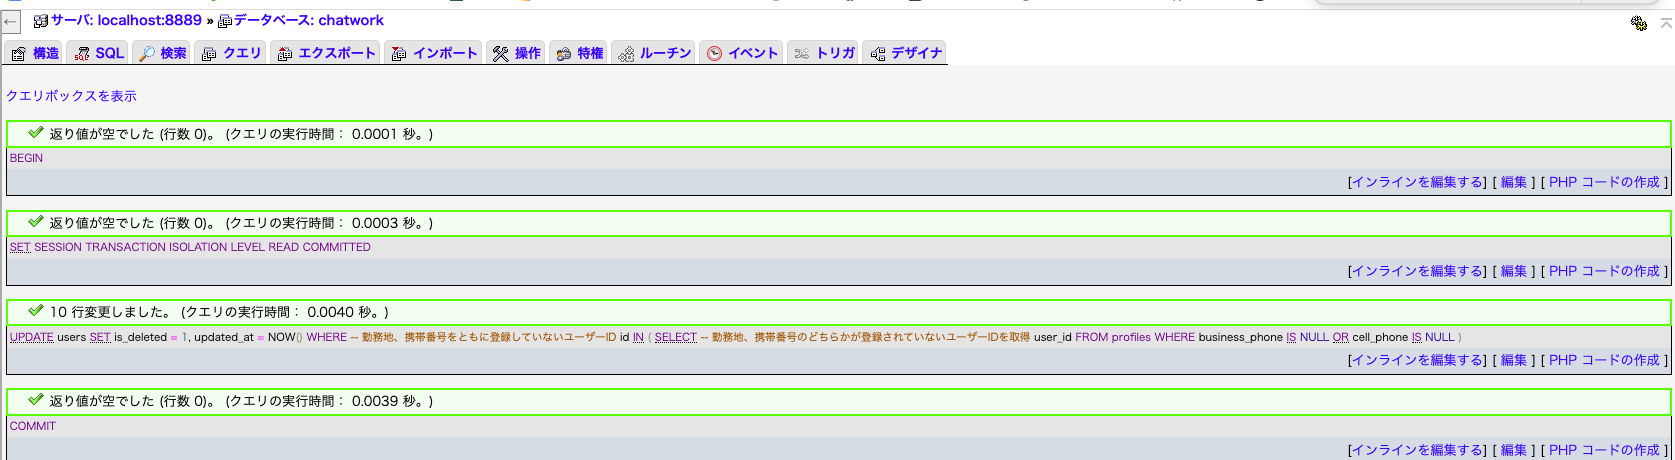 サーバ: localhost:8889 » データベース: chatwork
構造 SQL 検索 クエリ エクスポート インポート 操作 特権 ルーチン イベント トリガ デザイナ
クエリボックスを表示
返り値が空でした (行数 0)。 (クエリの実行時間： 0.0001 秒。)
BEGIN
[インラインを編集する] [ 編集 ] [ PHP コードの作成 ]
返り値が空でした (行数 0)。 (クエリの実行時間： 0.0003 秒。)
SET SESSION TRANSACTION ISOLATION LEVEL READ COMMITTED
[インラインを編集する] [ 編集 ] [ PHP コードの作成 ]
10 行変更しました。 (クエリの実行時間： 0.0040 秒。)
UPDATE users SET is_deleted = 1, updated_at = NOW() WHERE -- 勤務地、携帯番号をともに登録していないユーザーID id IN ( SELECT -- 勤務地、携帯番号のどちらかが登録されていないユーザーIDを取得 user_id FROM profiles WHERE business_phone IS NULL OR cell_phone IS NULL )
[インラインを編集する] [ 編集 ] [ PHP コードの作成 ]
返り値が空でした (行数 0)。 (クエリの実行時間： 0.0039 秒。)
COMMIT
[インラインを編集する] [ 編集 ] [ PHP コードの作成 ]